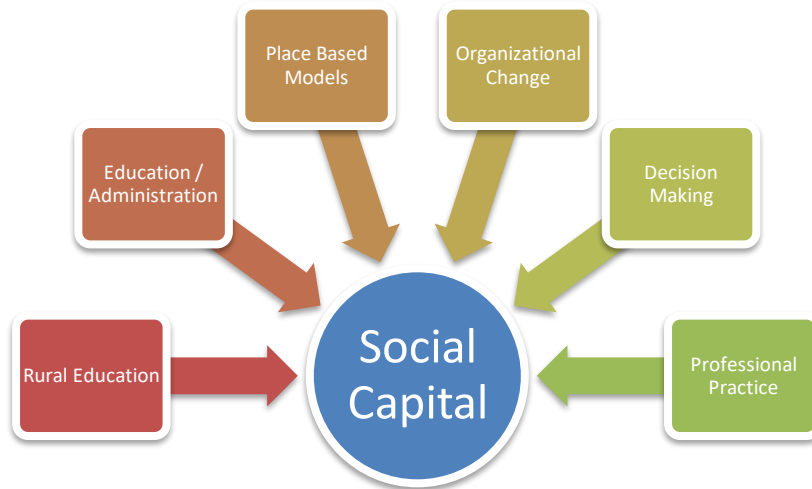 Place Based
Models
Organizational
Change
Education /
Administration
Decision
Making
Rural Education
Social
Capital
Professional
Practice